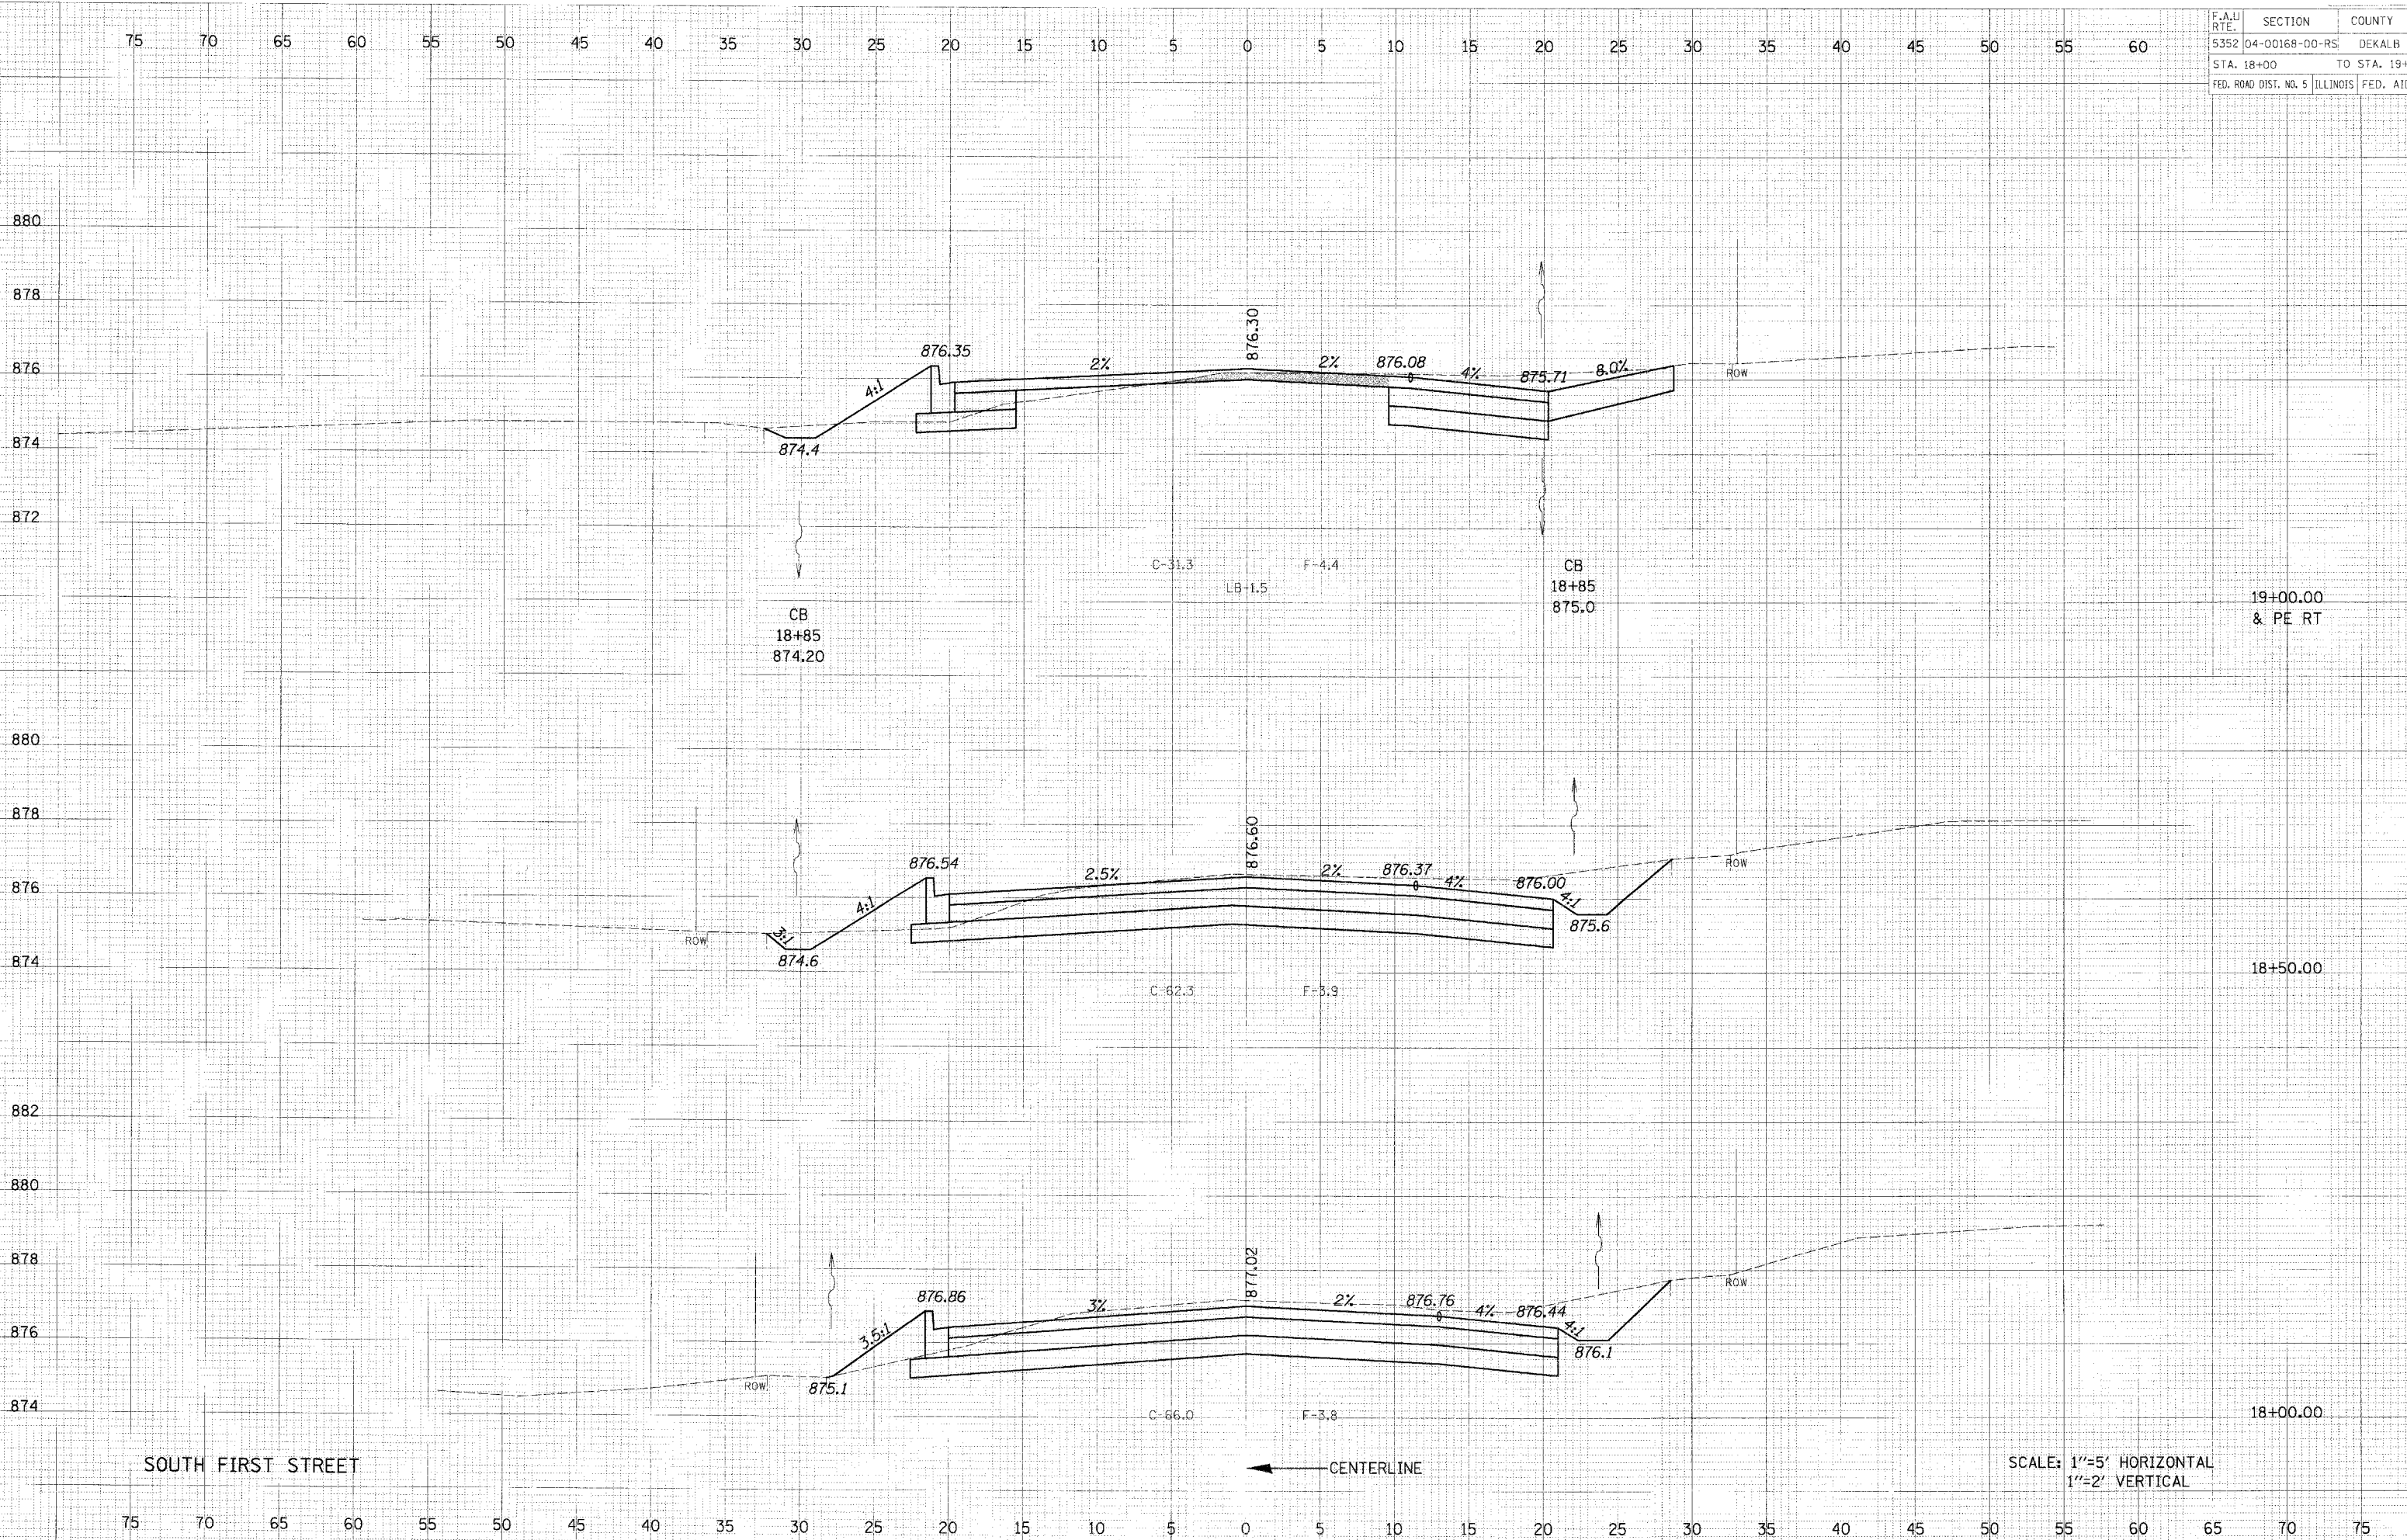 F.A.U RTE. SECTION COUNTY
5352 04-00168-00-RS DEKALB
STA. 18+00 TO STA. 19+
FED. ROAD DIST. NO. 5 ILLINOIS FED. AI
75 70 65 60 55 50 45 40 35 30 25 20 15 10 5 0 5 10 15 20 25 30 35 40 45 50 55 60
880
878
876
874
872
876.35
4:1
874.4
2%
876.30
2%
876.08
4%
875.71
8.0%
ROW
C-31.3 F-4.4
LB-1.5
CB
18+85
874.20
CB
18+85
875.0
19+00.00
& PE RT
880
878
876
874
876.54
4:1
3:1
ROW
874.6
2.5%
876.60
2%
876.37
4%
876.00
4:1
875.6
ROW
C-62.3 F-3.9
18+50.00
882
880
878
876
874
876.86
3.5:1
ROW
875.1
3%
877.02
2%
876.76
4%
876.44
4:1
876.1
ROW
C-66.0 F-3.8
18+00.00
SOUTH FIRST STREET
CENTERLINE
SCALE: 1"=5' HORIZONTAL
1"=2' VERTICAL
75 70 65 60 55 50 45 40 35 30 25 20 15 10 5 0 5 10 15 20 25 30 35 40 45 50 55 60 65 70 75